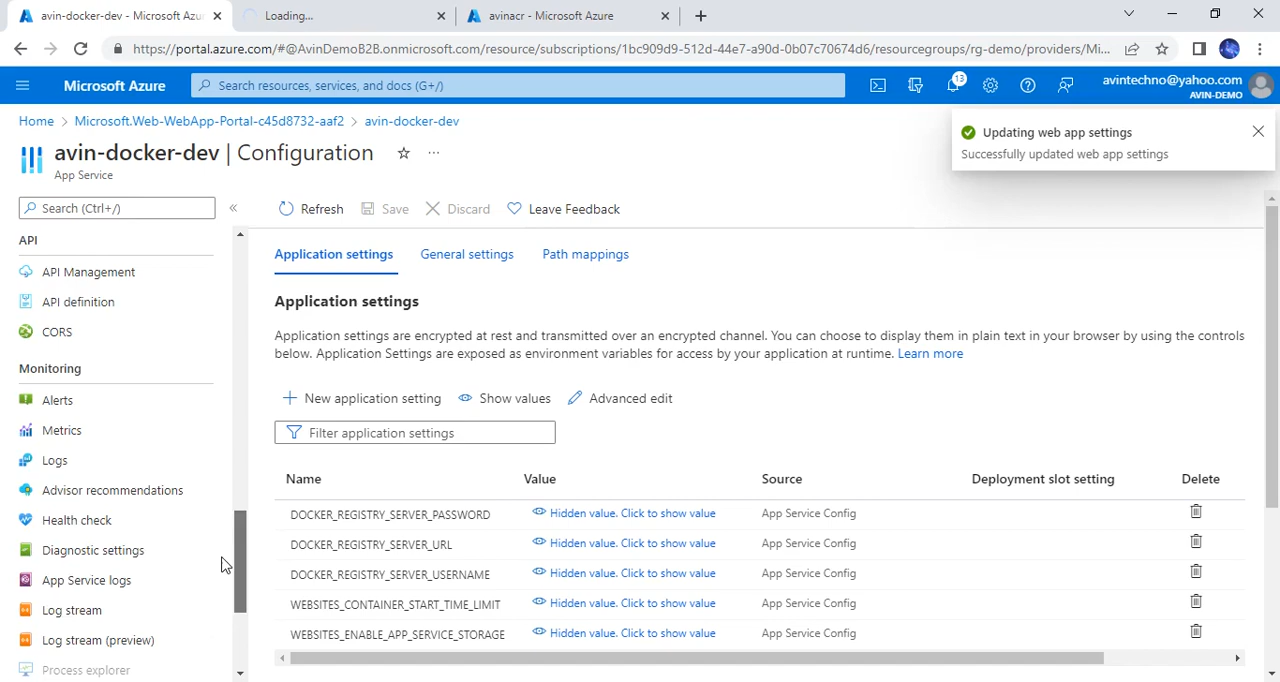 avin-docker-dev - Microsoft Azu
Loading...
avinacr - Microsoft Azure
https://portal.azure.com/#@AvinDemoB2B.onmicrosoft.com/resource/subscriptions/1bc909d9-512d-44e7-a90d-0b07c70674d6/resourcegroups/rg-demo/providers/Mi...
Microsoft Azure
Search resources, services, and docs (G+/)
13
avintechno@yahoo.com
AVIN-DEMO
Home > Microsoft.Web-WebApp-Portal-c45d8732-aaf2 > avin-docker-dev
avin-docker-dev | Configuration
App Service
Updating web app settings
Successfully updated web app settings
Search (Ctrl+/)
Refresh
Save
Discard
Leave Feedback
API
API Management
API definition
CORS
Monitoring
Alerts
Metrics
Logs
Advisor recommendations
Health check
Diagnostic settings
App Service logs
Log stream
Log stream (preview)
Process explorer
Application settings
General settings
Path mappings
Application settings
Application settings are encrypted at rest and transmitted over an encrypted channel. You can choose to display them in plain text in your browser by using the controls
below. Application Settings are exposed as environment variables for access by your application at runtime. Learn more
New application setting
Show values
Advanced edit
Filter application settings
Name Value Source Deployment slot setting Delete
DOCKER_REGISTRY_SERVER_PASSWORD Hidden value. Click to show value App Service Config
DOCKER_REGISTRY_SERVER_URL Hidden value. Click to show value App Service Config
DOCKER_REGISTRY_SERVER_USERNAME Hidden value. Click to show value App Service Config
WEBSITES_CONTAINER_START_TIME_LIMIT Hidden value. Click to show value App Service Config
WEBSITES_ENABLE_APP_SERVICE_STORAGE Hidden value. Click to show value App Service Config